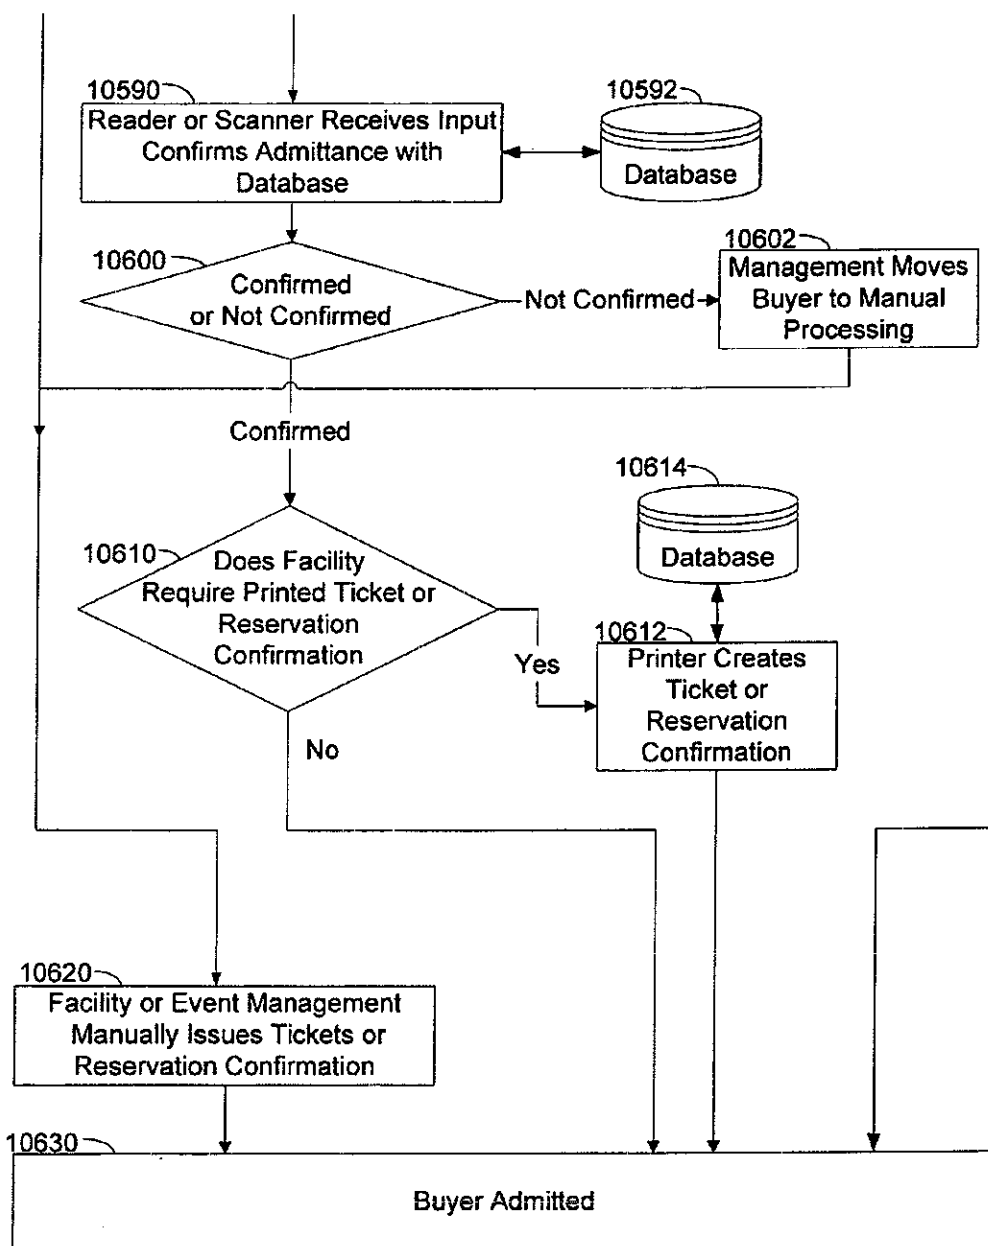 10590
Reader or Scanner Receives Input
Confirms Admittance with
Database
10592
Database
10600
Confirmed
or Not Confirmed
Not Confirmed
10602
Management Moves
Buyer to Manual
Processing
Confirmed
10610
Does Facility
Require Printed Ticket or
Reservation
Confirmation
Yes
No
10614
Database
10612
Printer Creates
Ticket or
Reservation
Confirmation
10620
Facility or Event Management
Manually Issues Tickets or
Reservation Confirmation
10630
Buyer Admitted